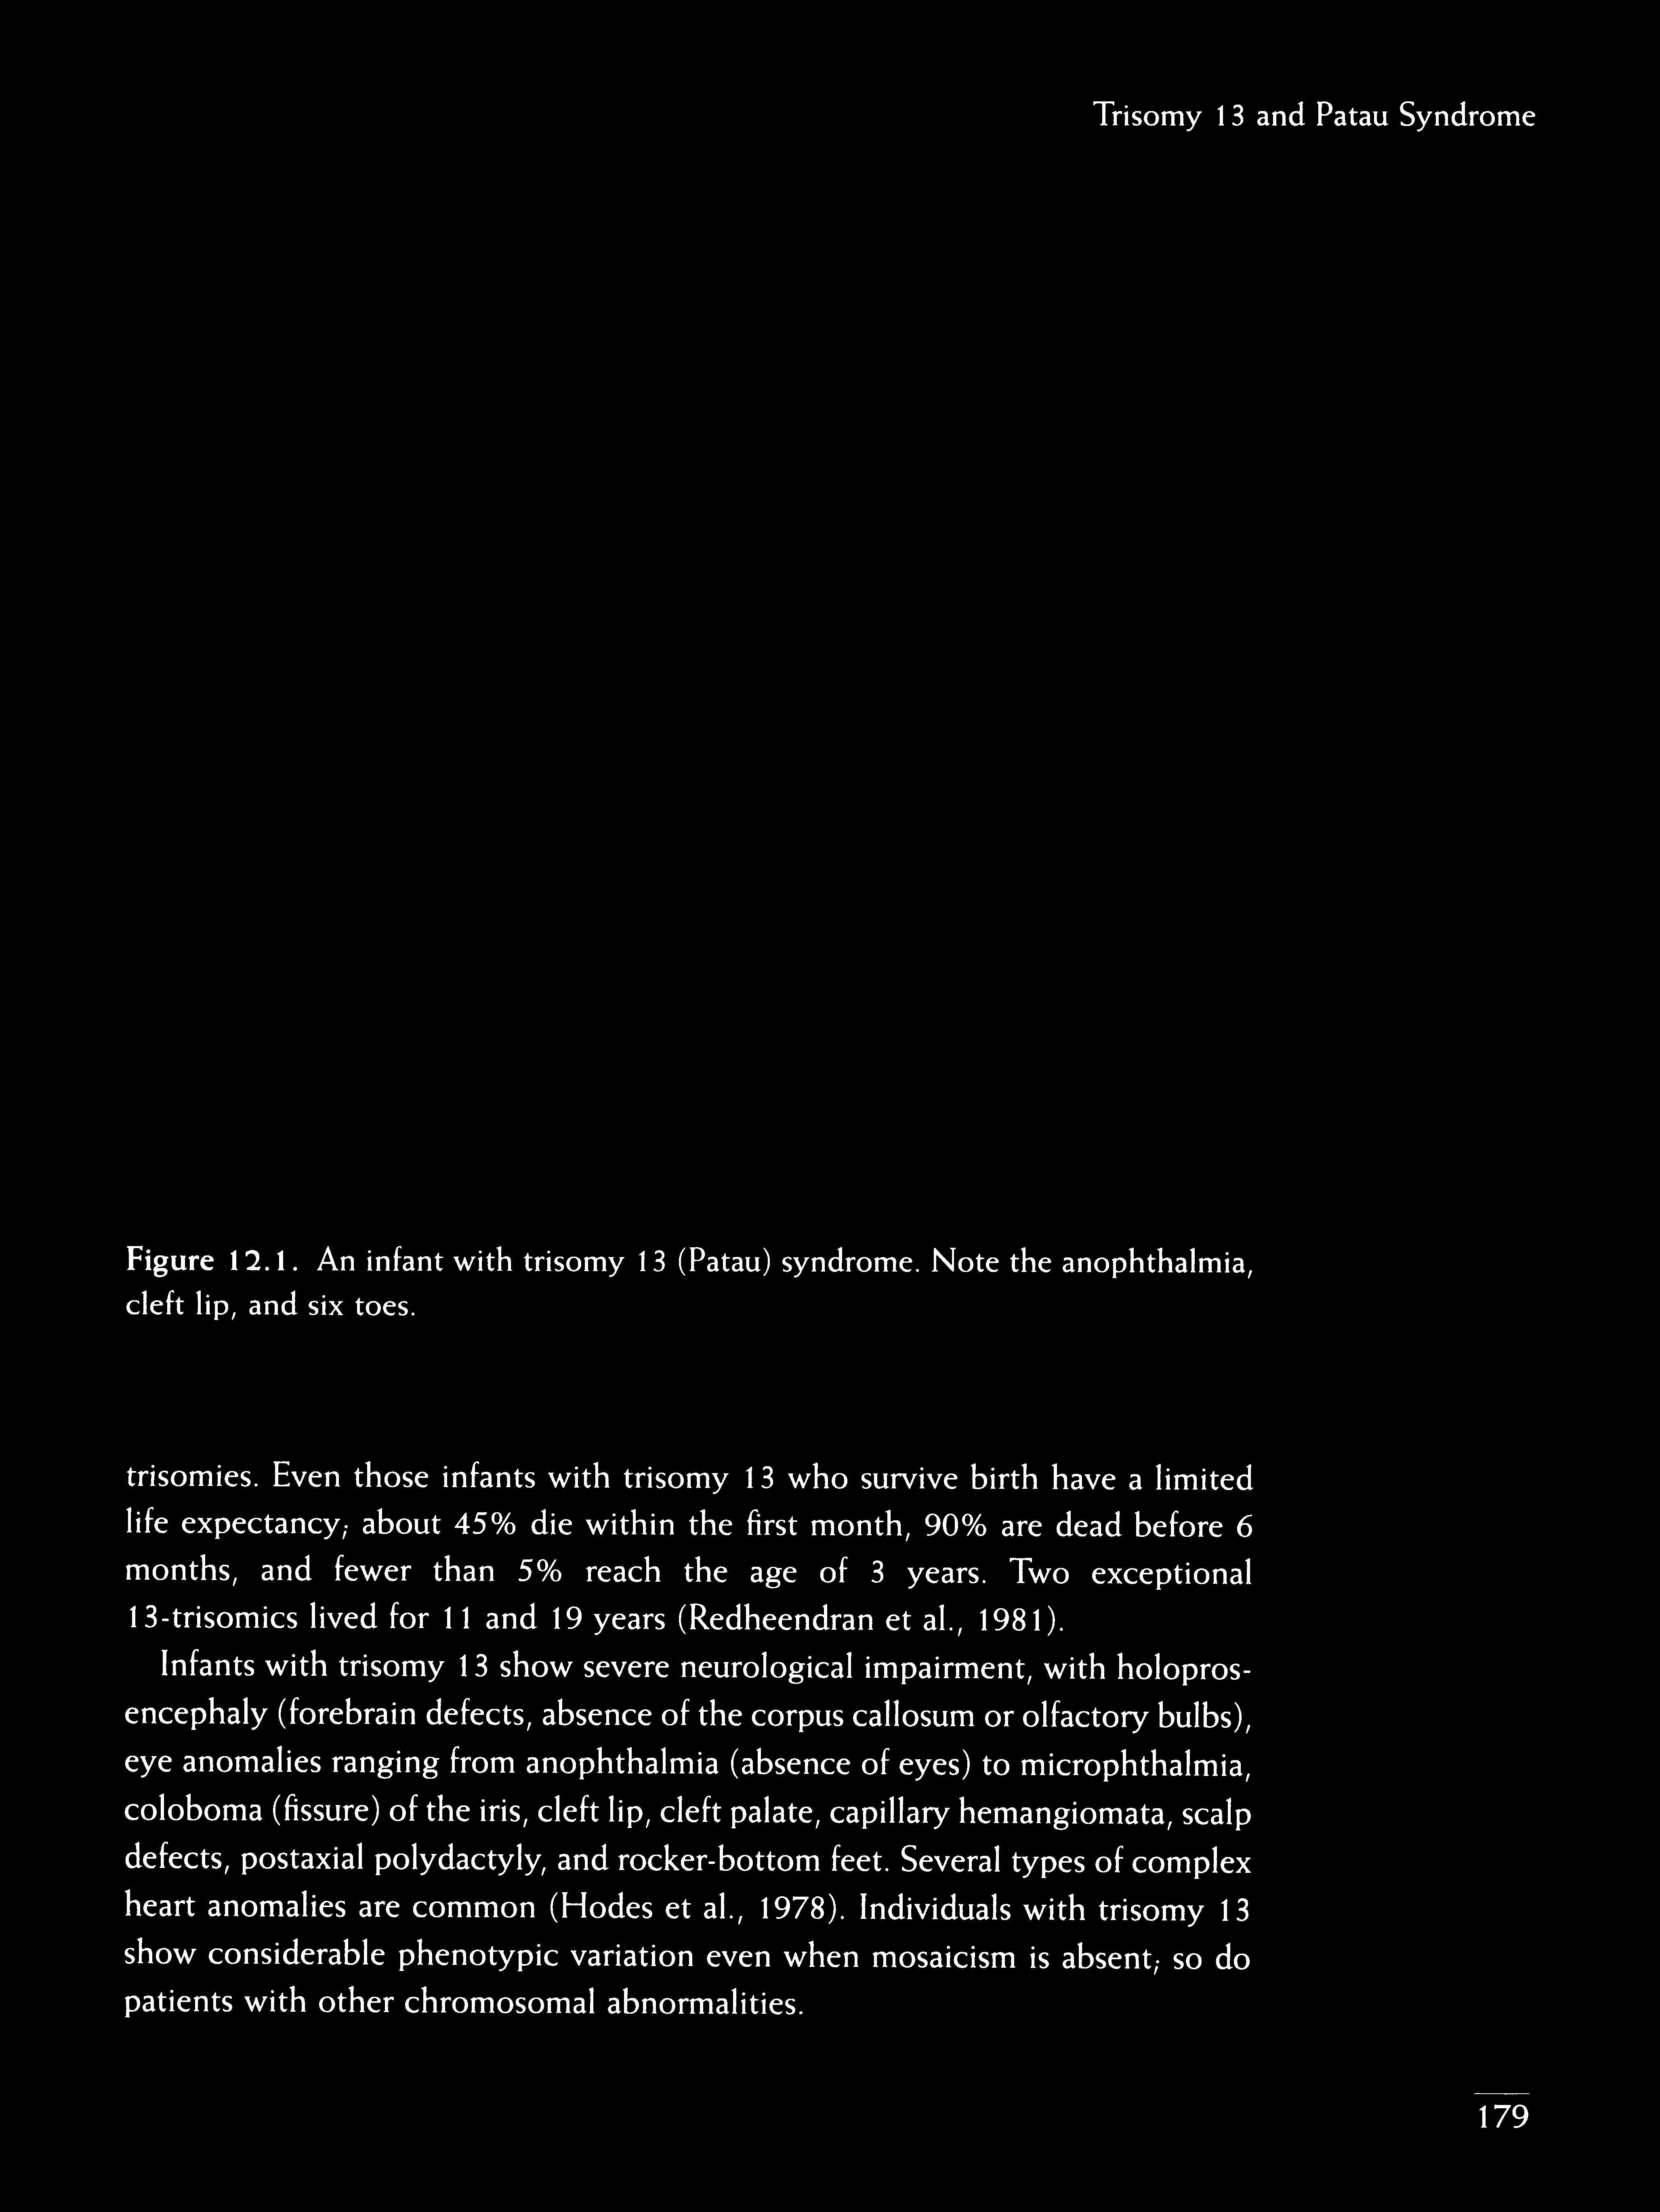 Trisomy 13 and Patau Syndrome
Figure 12.1. An infant with trisomy 13 (Patau) syndrome. Note the anophthalmia,
cleft lip, and six toes.
trisomies. Even those infants with trisomy 13 who survive birth have a limited
life expectancy; about 45% die within the first month, 90% are dead before 6
months, and fewer than 5% reach the age of 3 years. Two exceptional
13-trisomics lived for 11 and 19 years (Redheendran et al., 1981).
Infants with trisomy 13 show severe neurological impairment, with holopros-
encephaly (forebrain defects, absence of the corpus callosum or olfactory bulbs),
eye anomalies ranging from anophthalmia (absence of eyes) to microphthalmia,
coloboma (fissure) of the iris, cleft lip, cleft palate, capillary hemangiomata, scalp
defects, postaxial polydactyly, and rocker-bottom feet. Several types of complex
heart anomalies are common (Hodes et al., 1978). Individuals with trisomy 13
show considerable phenotypic variation even when mosaicism is absent; so do
patients with other chromosomal abnormalities.
179